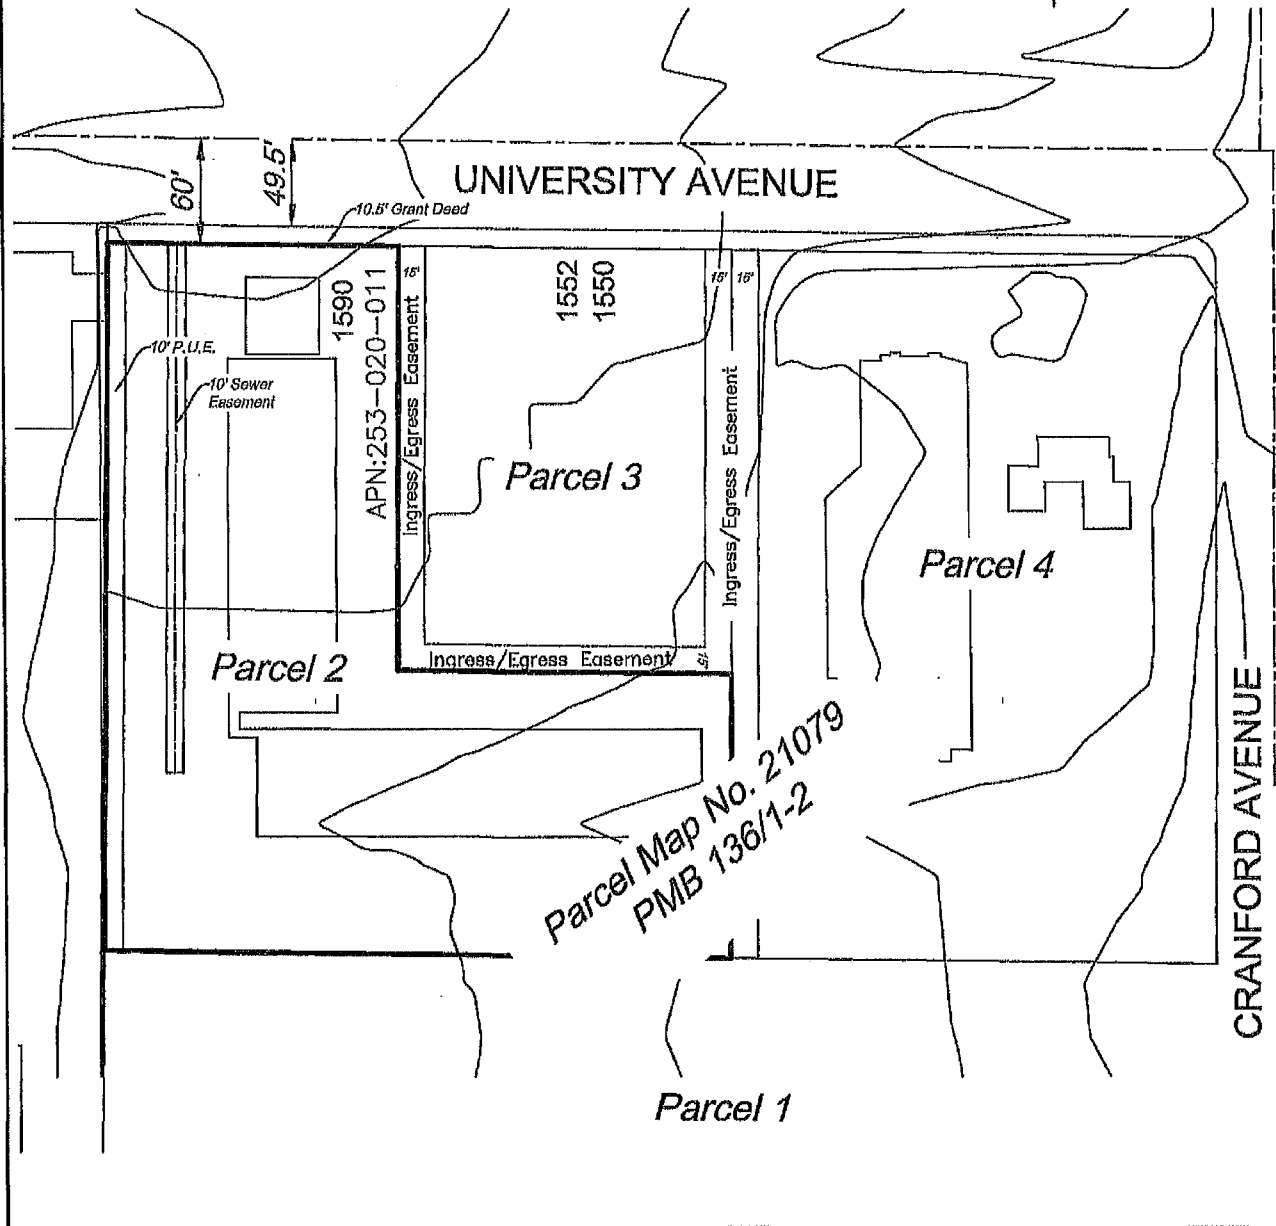 60'
49.5'
UNIVERSITY AVENUE
10.5' Grant Deed
1590
APN:253-020-011
15'
Ingress/Egress Easement
1552
1550
15'
15'
Ingress/Egress Easement
10' P.U.E.
10' Sewer
Easement
Parcel 3
Parcel 4
Parcel 2
Ingress/Egress Easement
15'
Parcel Map No. 21079
PMB 136/1-2
CRANFORD AVENUE
Parcel 1